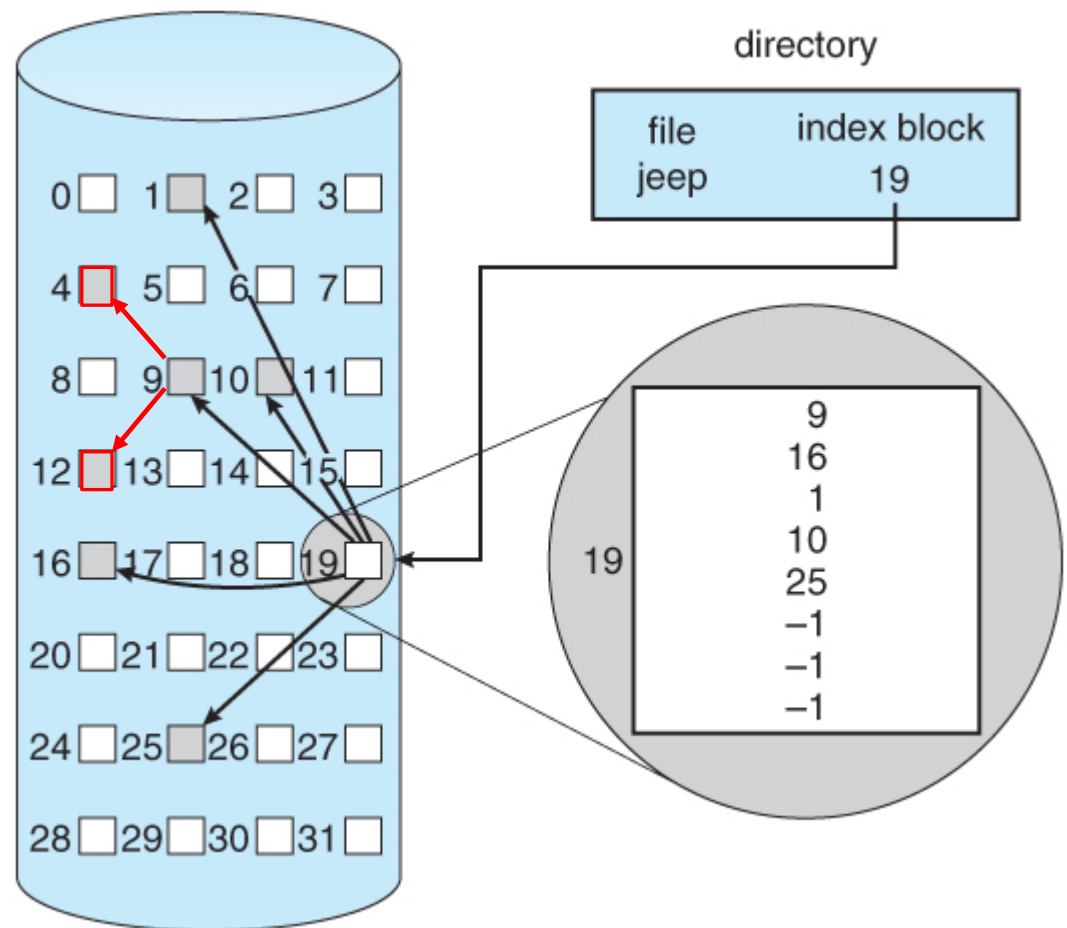 directory
file index block
jeep 19
0 1 2 3
4 5 6 7
8 9 10 11
12 13 14 15
16 17 18 19
20 21 22 23
24 25 26 27
28 29 30 31
19
9
16
1
10
25
–1
–1
–1